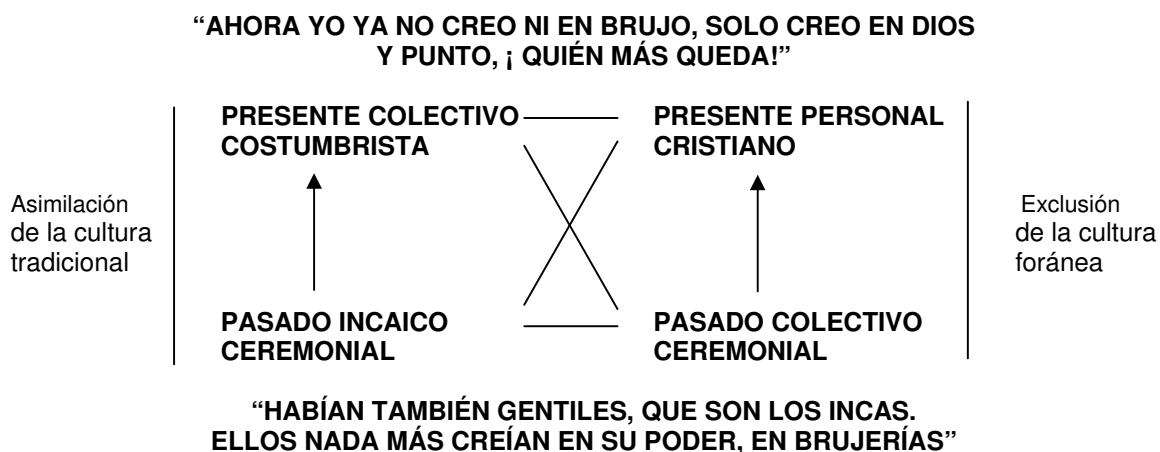 “AHORA YO YA NO CREO NI EN BRUJO, SOLO CREO EN DIOS
Y PUNTO, ¡ QUIÉN MÁS QUEDA!”
PRESENTE COLECTIVO
COSTUMBRISTA
PRESENTE PERSONAL
CRISTIANO
Asimilación
de la cultura
tradicional
Exclusión
de la cultura
foránea
PASADO INCAICO
CEREMONIAL
PASADO COLECTIVO
CEREMONIAL
“HABÍAN TAMBIÉN GENTILES, QUE SON LOS INCAS.
ELLOS NADA MÁS CREÍAN EN SU PODER, EN BRUJERÍAS”